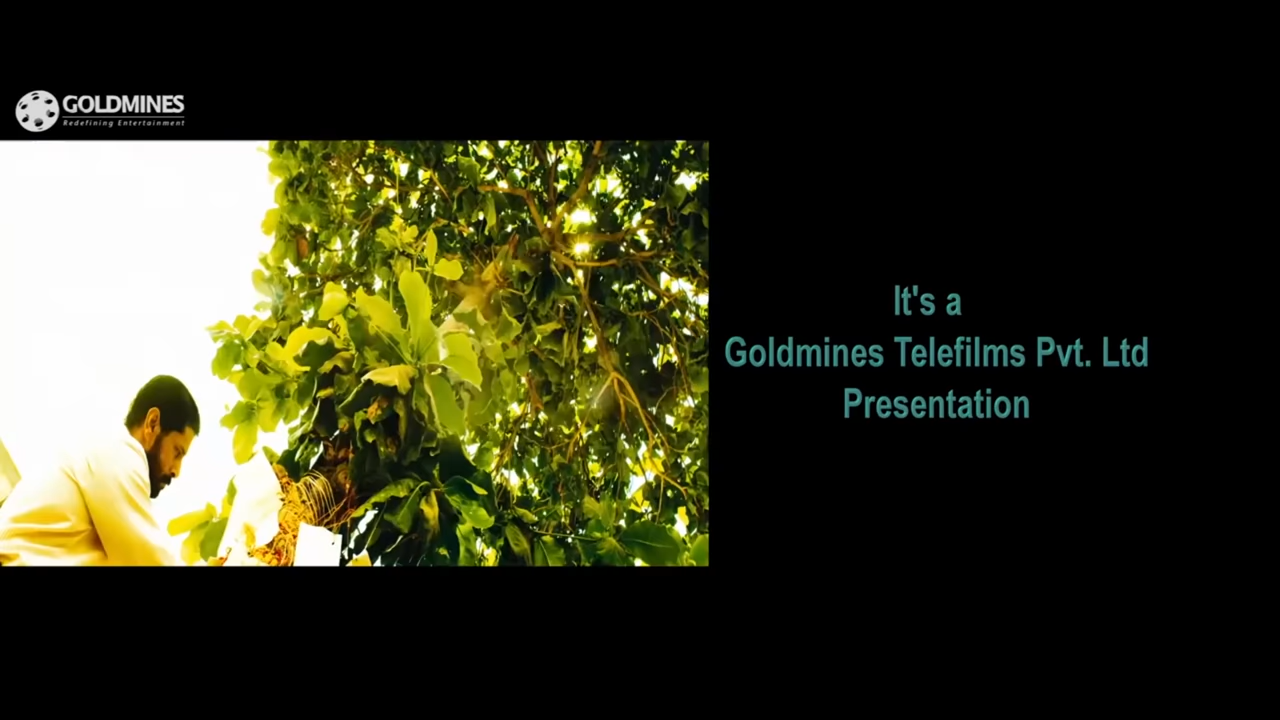 GOLDMINES
Redefining Entertainment
It's a
Goldmines Telefilms Pvt. Ltd
Presentation